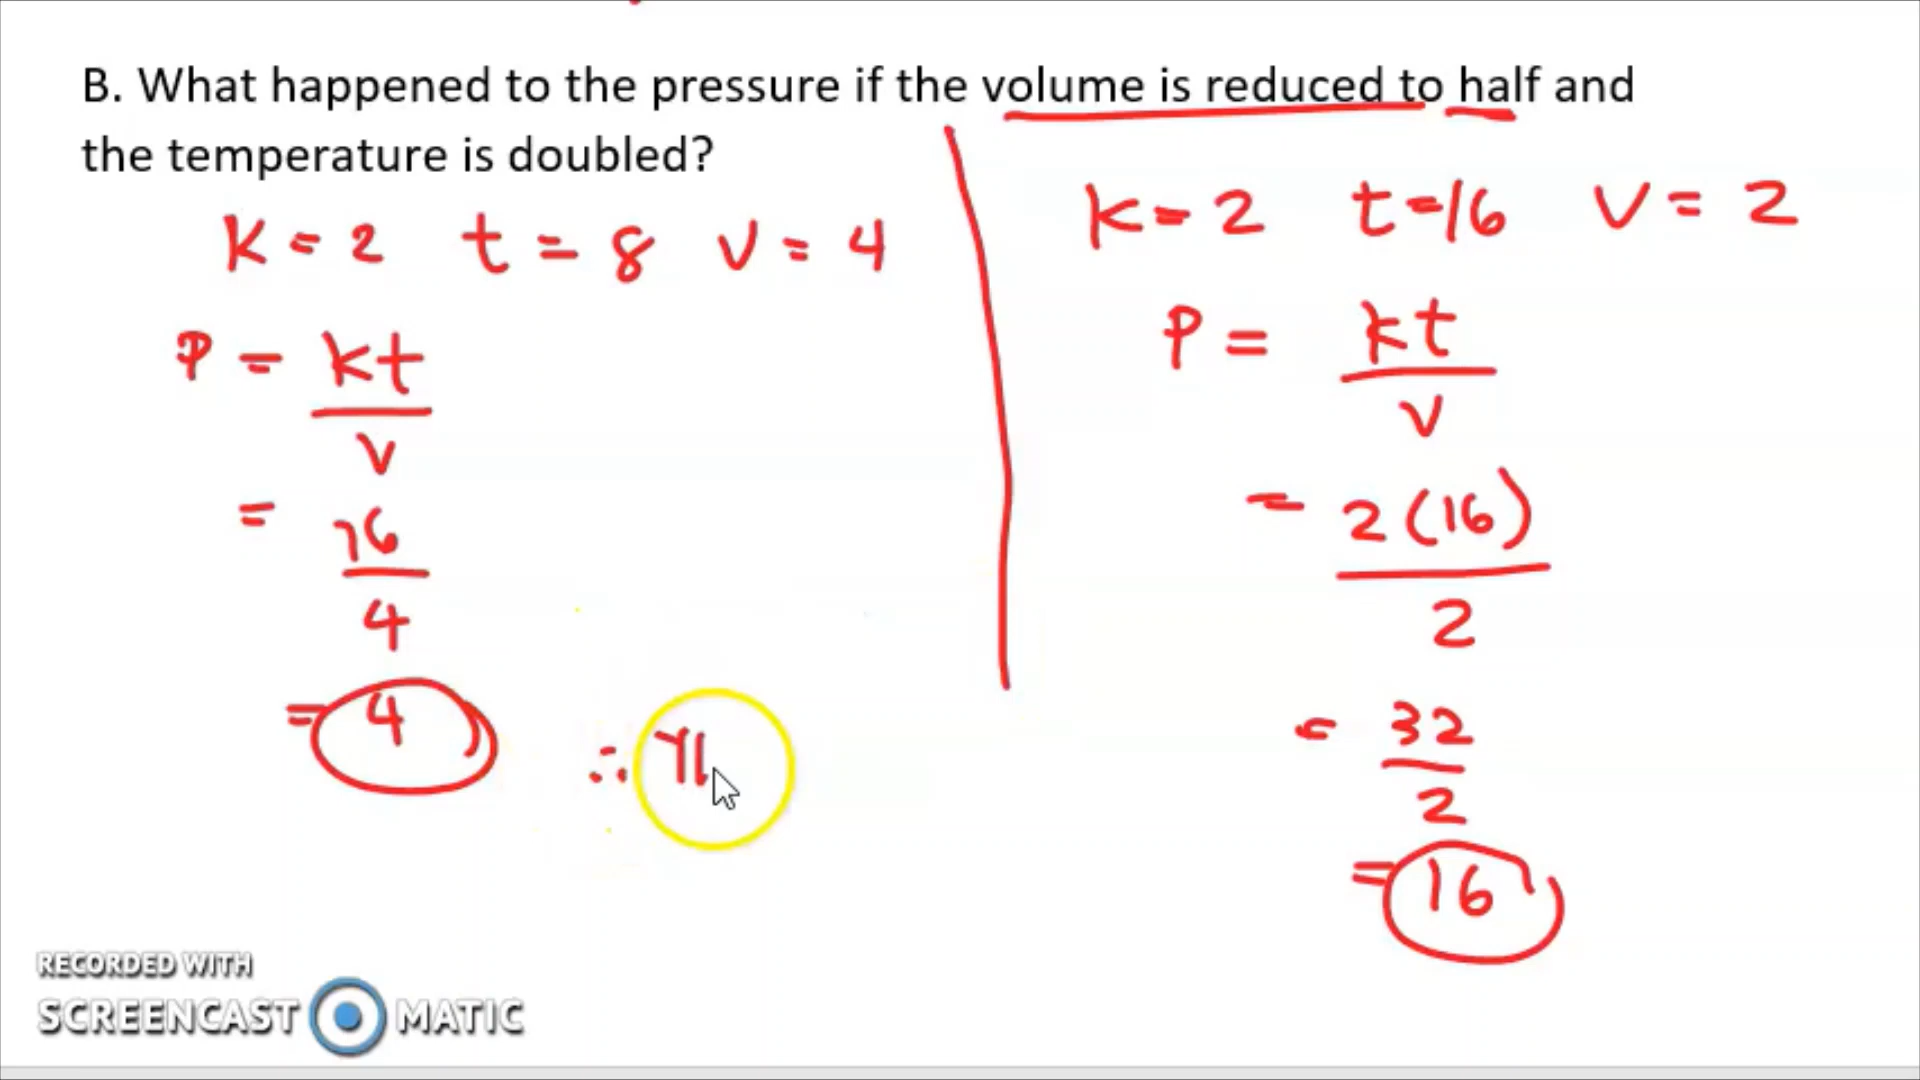 B. What happened to the pressure if the volume is reduced to half and
the temperature is doubled?
K = 2 t = 8 v = 4
P = kt
v
= 16
4
= 4
∴
K = 2 t = 16 v = 2
P = kt
v
= 2(16)
2
= 32
2
= 16
RECORDED WITH
SCREENCAST MATIC